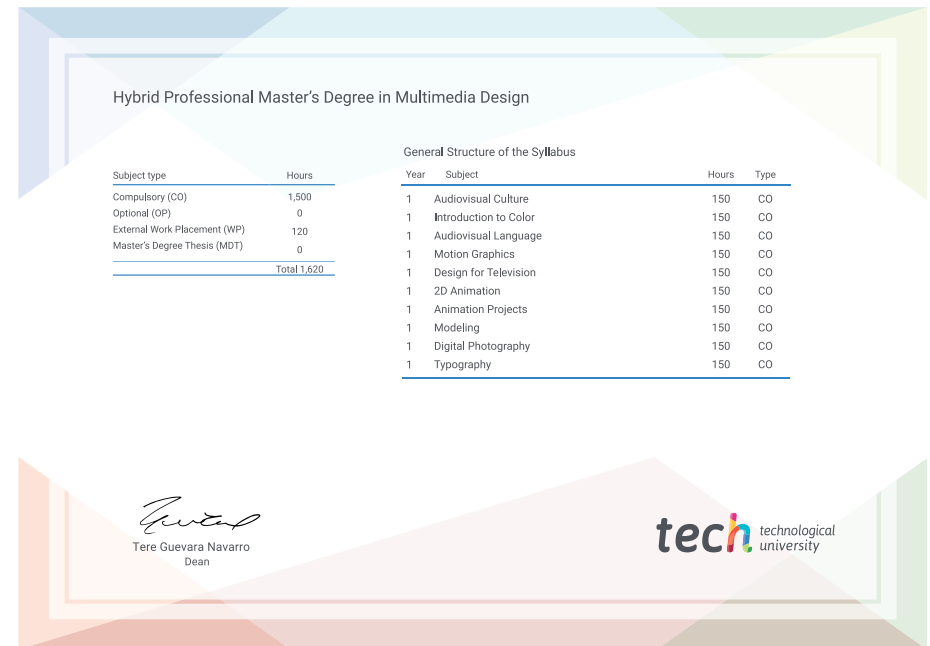 Hybrid Professional Master's Degree in Multimedia Design
General Structure of the Syllabus
Subject type Hours
Compulsory (CO) 1,500
Optional (OP) 0
External Work Placement (WP) 120
Master's Degree Thesis (MDT) 0
Total 1,620
Year Subject Hours Type
1 Audiovisual Culture 150 CO
1 Introduction to Color 150 CO
1 Audiovisual Language 150 CO
1 Motion Graphics 150 CO
1 Design for Television 150 CO
1 2D Animation 150 CO
1 Animation Projects 150 CO
1 Modeling 150 CO
1 Digital Photography 150 CO
1 Typography 150 CO
Tere Guevara Navarro
Dean
tech technological
university